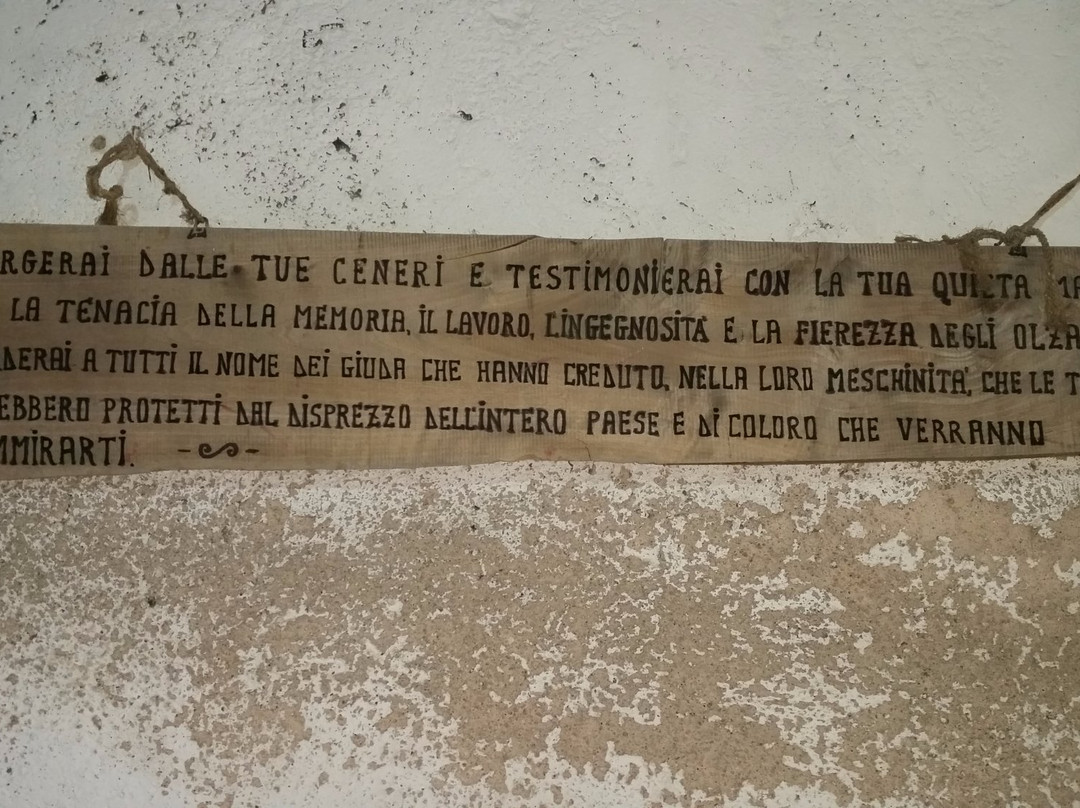 RGERAI DALLE TUE CENERI E TESTIMONIERAI CON LA TUA QUIETA MA
LA TENACIA DELLA MEMORIA, IL LAVORO, L'INGEGNOSITÀ E LA FIEREZZA DEGLI OLZA
DERAI A TUTTI IL NOME DEI GIUDA CHE HANNO CREDUTO, NELLA LORO MESCHINITÀ, CHE LE T
EBBERO PROTETTI DAL DISPREZZO DELL'INTERO PAESE E DI COLORO CHE VERRANNO
MMIRARTI.